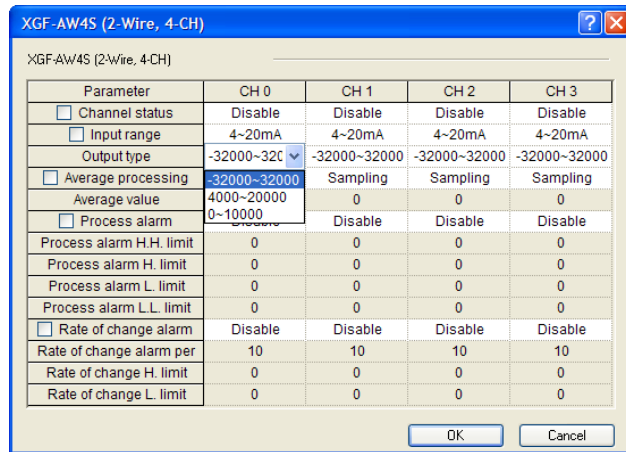 XGF-AW4S (2-Wire, 4-CH)
XGF-AW4S (2-Wire, 4-CH)
Parameter CH 0 CH 1 CH 2 CH 3
Channel status Disable Disable Disable Disable
Input range 4~20mA 4~20mA 4~20mA 4~20mA
Output type -32000~320 -32000~32000 -32000~32000 -32000~32000
Average processing -32000~32000 Sampling Sampling Sampling
Average value 4000~20000 0 0 0
0~10000
Process alarm Disable Disable Disable Disable
Process alarm H.H. limit 0 0 0 0
Process alarm H. limit 0 0 0 0
Process alarm L. limit 0 0 0 0
Process alarm L.L. limit 0 0 0 0
Rate of change alarm Disable Disable Disable Disable
Rate of change alarm per 10 10 10 10
Rate of change H. limit 0 0 0 0
Rate of change L. limit 0 0 0 0
OK Cancel